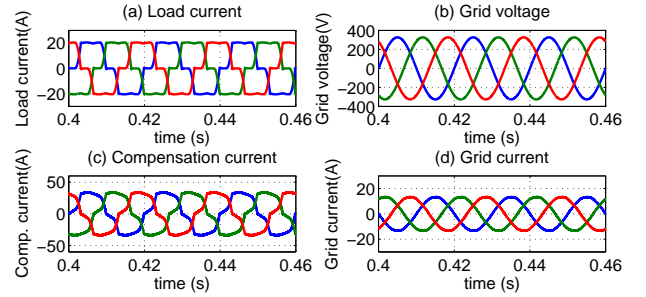 (a) Load current
Load current(A)
20
0
−20
0.4 0.42 0.44 0.46
time (s)
(b) Grid voltage
Grid voltage(V)
400
200
0
−200
−400
0.4 0.42 0.44 0.46
time (s)
(c) Compensation current
Comp. current(A)
50
0
−50
0.4 0.42 0.44 0.46
time (s)
(d) Grid current
Grid current(A)
20
0
−20
0.4 0.42 0.44 0.46
time (s)